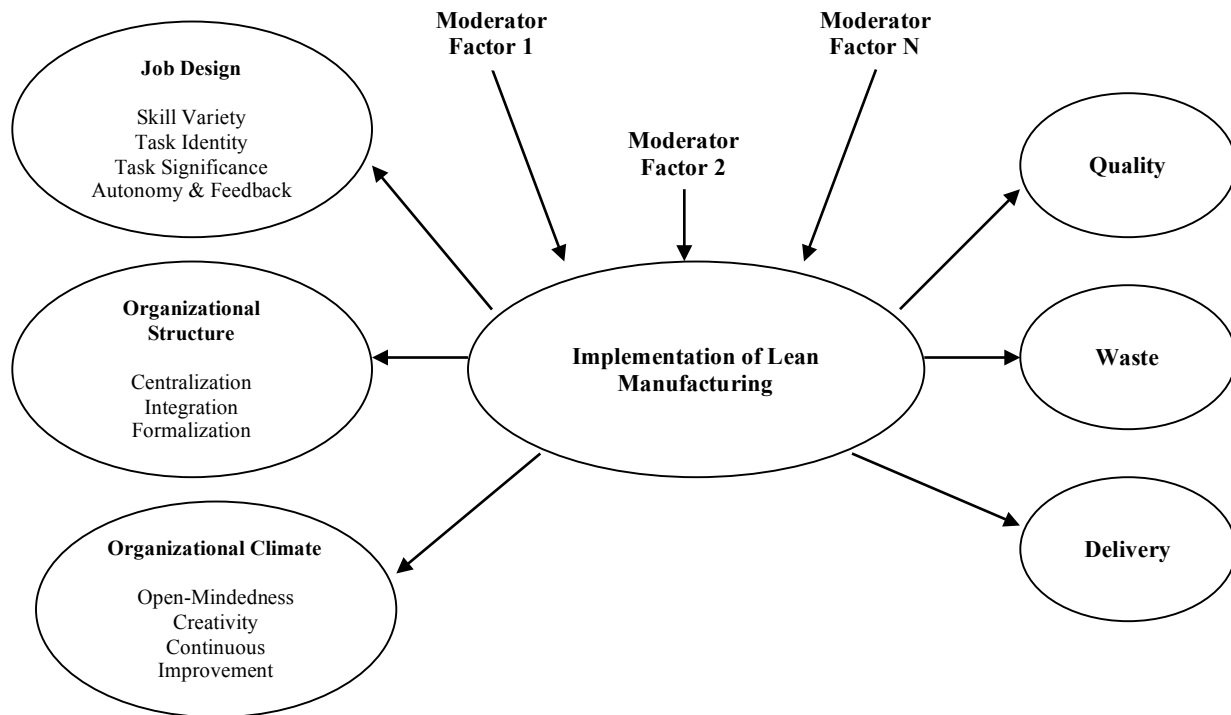 Moderator
Factor 1
Moderator
Factor N
Moderator
Factor 2
Job Design
Skill Variety
Task Identity
Task Significance
Autonomy & Feedback
Organizational
Structure
Centralization
Integration
Formalization
Organizational Climate
Open-Mindedness
Creativity
Continuous
Improvement
Implementation of Lean
Manufacturing
Quality
Waste
Delivery